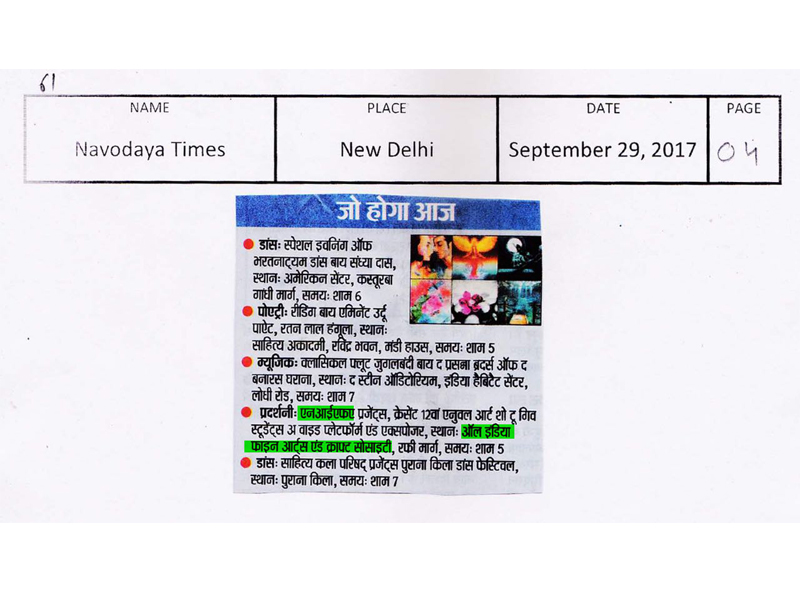 61
NAME PLACE DATE PAGE
Navodaya Times New Delhi September 29, 2017 04
जो होगा आज
डांसः स्पेशल इवनिंग ऑफ
भरतनाट्यम डांस बाय संध्या दास,
स्थानः अमेरिकन सेंटर, कस्तूरबा
गांधी मार्ग, समयः शाम 6
पोएट्रीः रीडिंग बाय एमिनेंट उर्दू
पाऐट, रतन लाल हंगूला, स्थानः
साहित्य अकादमी, रविंद्र भवन, मंडी हाउस, समयः शाम 5
म्यूजिकः क्लासिकल फ्लूट जुगलबंदी बाय द प्रसन्ना ब्रदर्स ऑफ द
बनारस घराना, स्थानः द स्टीन ऑडिटोरियम, इंडिया हैबिटैट सेंटर,
लोधी रोड, समयः शाम 7
प्रदर्शनीः एनआईएफए प्रजेंट्स, क्रेसेंट 12वां एनुवल आर्ट शो टू गिव
स्टूडेंट्स अ वाइड प्लेटफॉर्म एंड एक्सपोजर, स्थानः ऑल इंडिया
फाइन आर्ट्स एंड क्राफ्ट सोसाइटी, रफी मार्ग, समयः शाम 5
डांसः साहित्य कला परिषद् प्रजेंट्स पुराना किला डांस फेस्टिवल,
स्थानः पुराना किला, समयः शाम 7